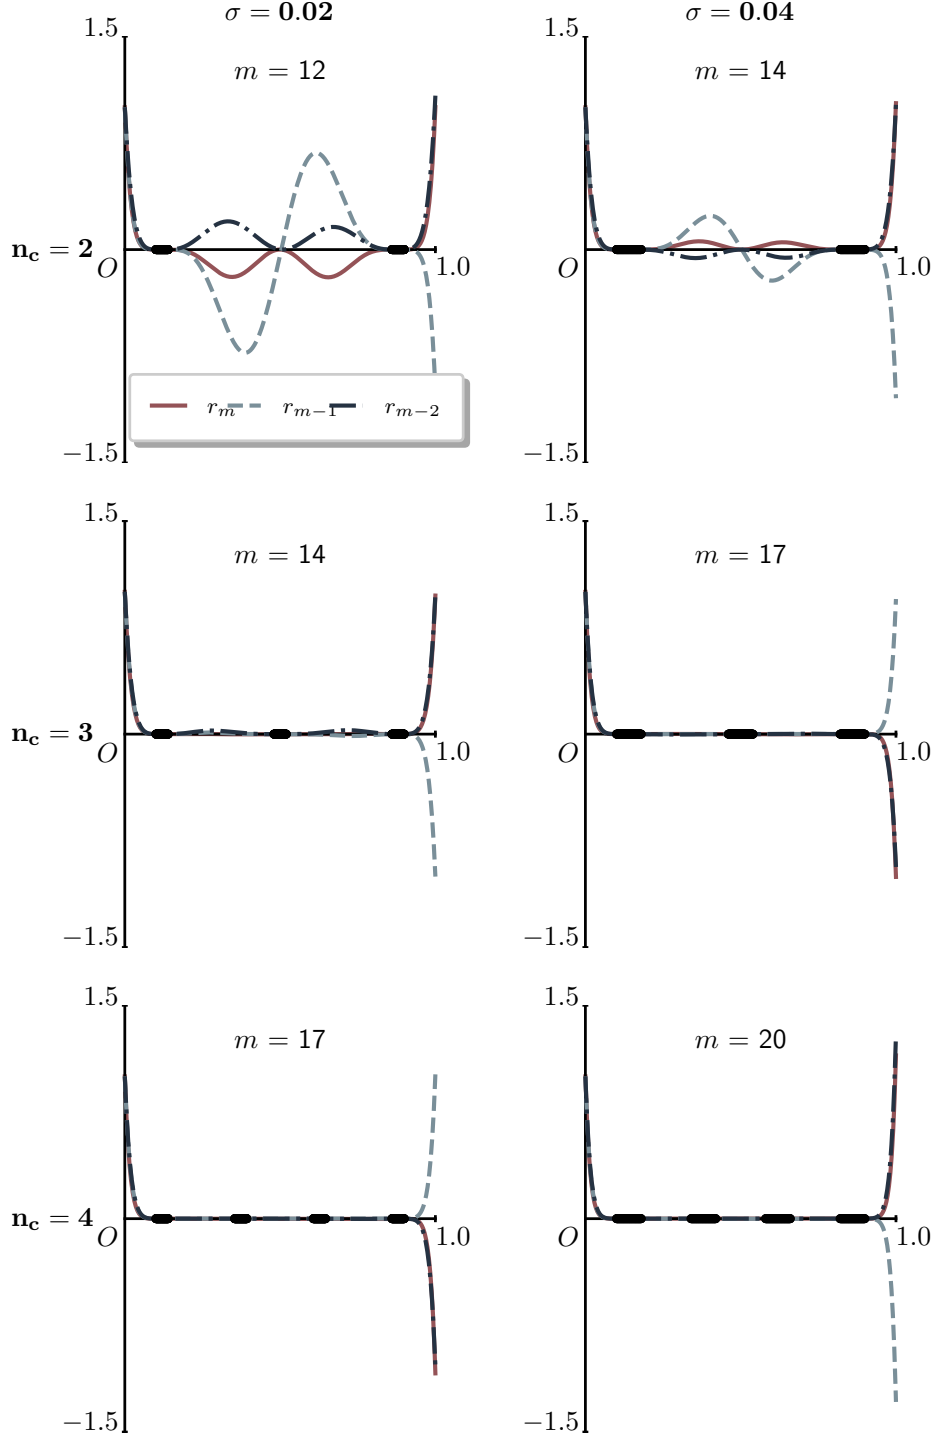 σ = 0.02
σ = 0.04
1.5
m = 12
n_c = 2
O
1.0
r_m
r_{m−1}
r_{m−2}
−1.5
1.5
m = 14
O
1.0
−1.5
1.5
m = 14
n_c = 3
O
1.0
−1.5
1.5
m = 17
O
1.0
−1.5
1.5
m = 17
n_c = 4
O
1.0
−1.5
1.5
m = 20
O
1.0
−1.5